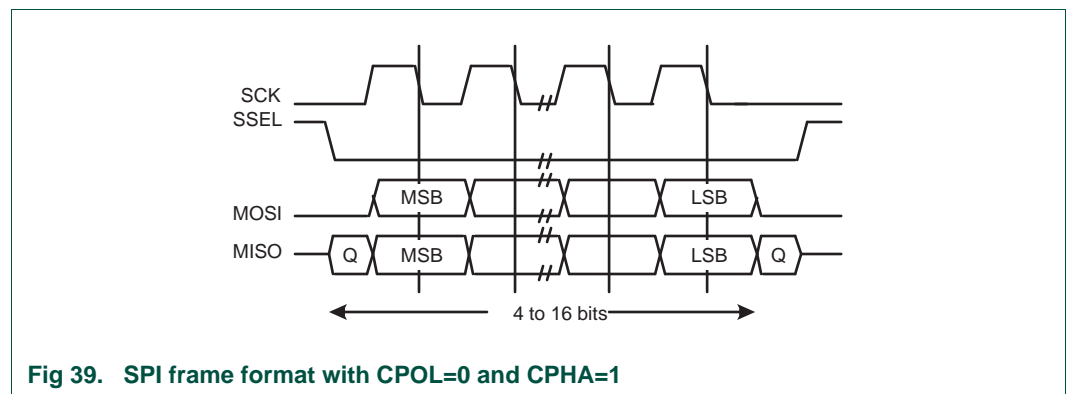 SCK
SSEL
MOSI MSB LSB
MISO Q MSB LSB Q
4 to 16 bits
Fig 39. SPI frame format with CPOL=0 and CPHA=1